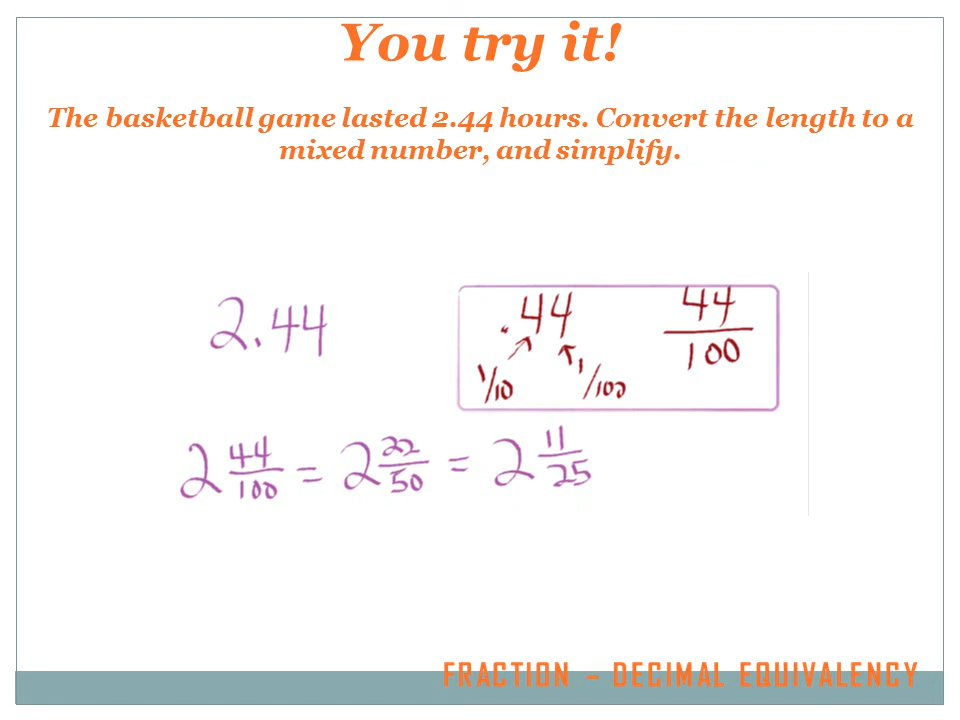 You try it!
The basketball game lasted 2.44 hours. Convert the length to a
mixed number, and simplify.
2.44
.44 44/100
1/10 1/100
2 44/100 = 2 22/50 = 2 11/25
FRACTION – DECIMAL EQUIVALENCY